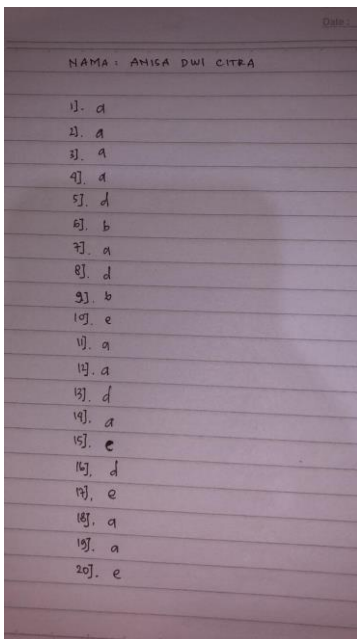 Date :
NAMA : ANISA DWI CITRA
1]. a
2]. a
3]. a
4]. a
5]. d
6]. b
7]. a
8]. d
9]. b
10]. e
11]. a
12]. a
13]. d
14]. a
15]. e
16]. d
17]. e
18]. a
19]. a
20]. e